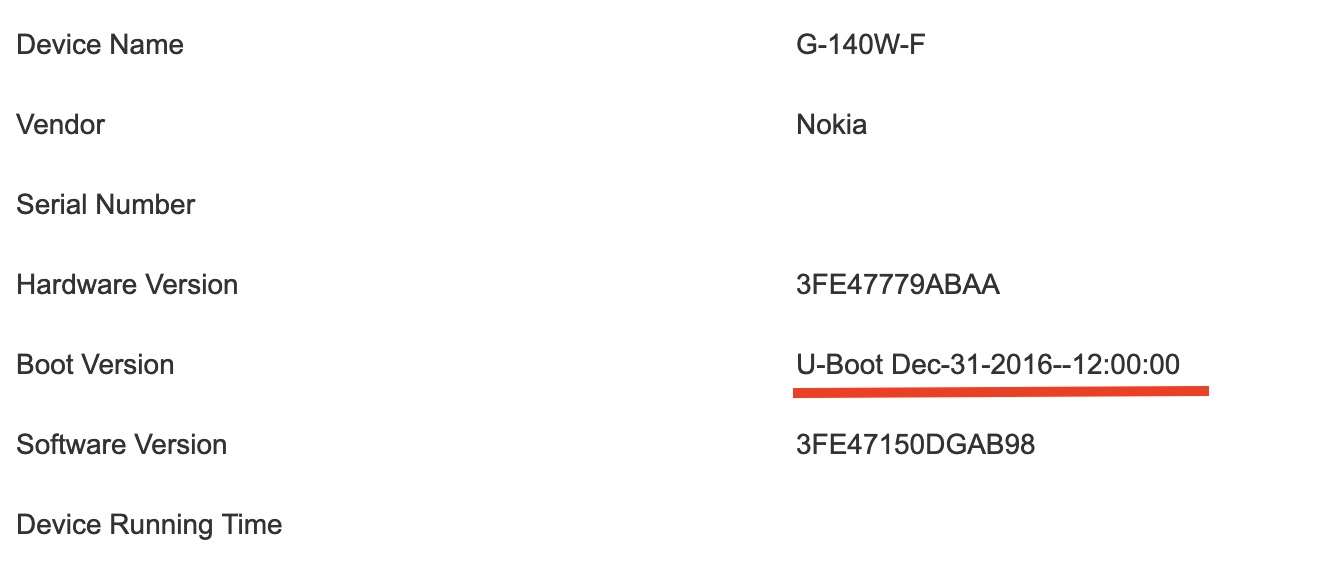 Device Name G-140W-F
Vendor Nokia
Serial Number
Hardware Version 3FE47779ABAA
Boot Version U-Boot Dec-31-2016--12:00:00
Software Version 3FE47150DGAB98
Device Running Time